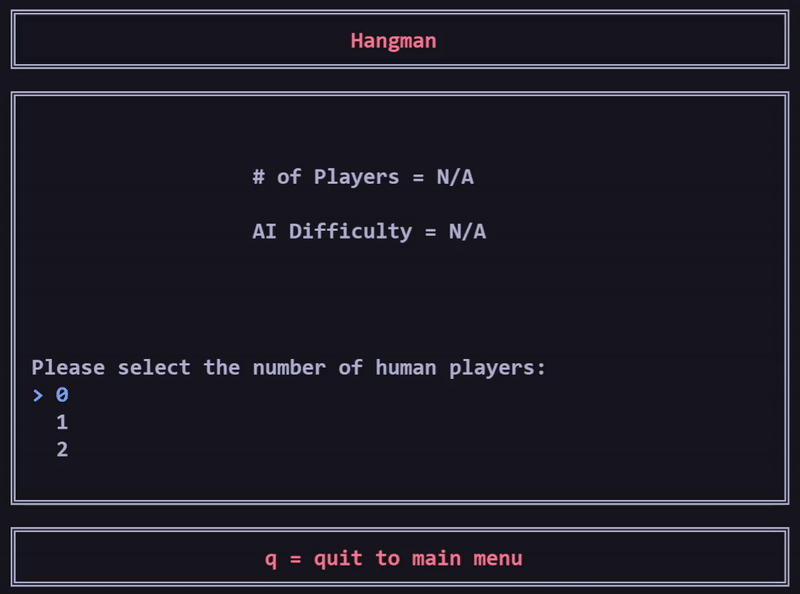 Hangman
# of Players = N/A
AI Difficulty = N/A
Please select the number of human players:
> 0
1
2
q = quit to main menu